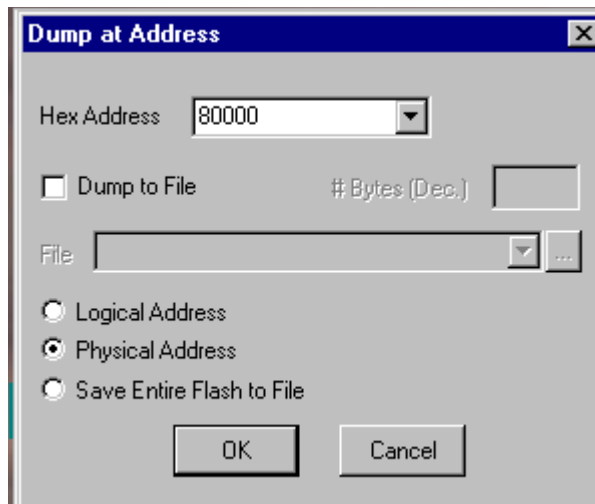 Dump at Address
Hex Address 80000
Dump to File # Bytes (Dec.)
File ...
Logical Address
Physical Address
Save Entire Flash to File
OK Cancel